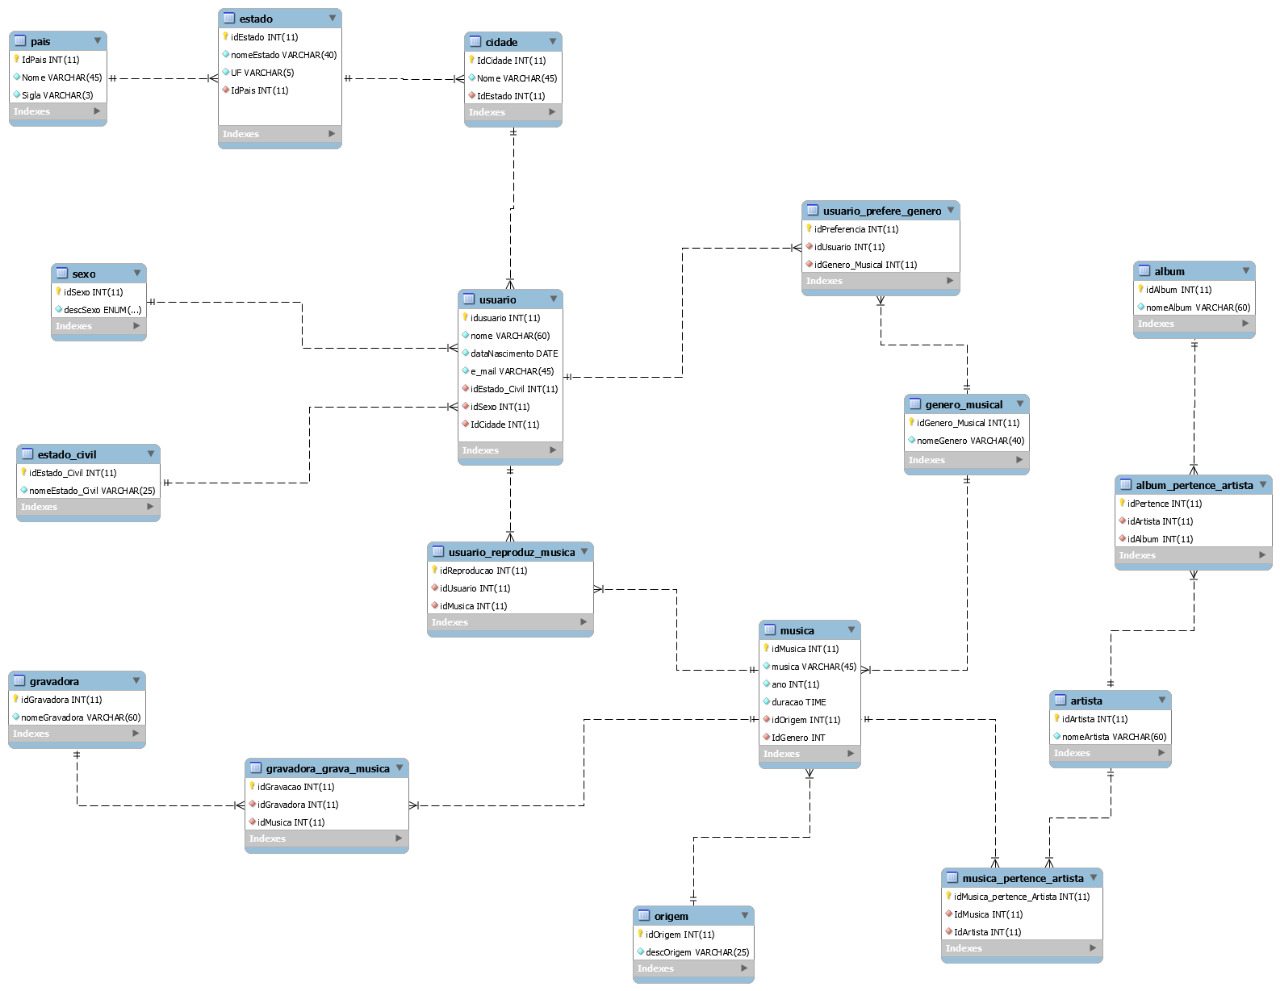 pais
IdPais INT(11)
Nome VARCHAR(45)
Sigla VARCHAR(3)
Indexes
estado
idEstado INT(11)
nomeEstado VARCHAR(40)
UF VARCHAR(5)
IdPais INT(11)
Indexes
cidade
IdCidade INT(11)
Nome VARCHAR(45)
IdEstado INT(11)
Indexes
usuario_prefere_genero
idPreferencia INT(11)
idUsuario INT(11)
idGenero_Musical INT(11)
Indexes
sexo
idSexo INT(11)
descSexo ENUM(...)
Indexes
usuario
idusuario INT(11)
nome VARCHAR(60)
dataNascimento DATE
e_mail VARCHAR(45)
idEstado_Civil INT(11)
idSexo INT(11)
IdCidade INT(11)
Indexes
album
idAlbum INT(11)
nomeAlbum VARCHAR(60)
Indexes
genero_musical
idGenero_Musical INT(11)
nomeGenero VARCHAR(40)
Indexes
estado_civil
idEstado_Civil INT(11)
nomeEstado_Civil VARCHAR(25)
Indexes
album_pertence_artista
idPertence INT(11)
idArtista INT(11)
idAlbum INT(11)
Indexes
usuario_reproduz_musica
idReproducao INT(11)
idUsuario INT(11)
idMusica INT(11)
Indexes
musica
idMusica INT(11)
musica VARCHAR(45)
ano INT(11)
duracao TIME
idOrigem INT(11)
IdGenero INT
Indexes
gravadora
idGravadora INT(11)
nomeGravadora VARCHAR(60)
Indexes
artista
idArtista INT(11)
nomeArtista VARCHAR(60)
Indexes
gravadora_grava_musica
idGravacao INT(11)
idGravadora INT(11)
idMusica INT(11)
Indexes
musica_pertence_artista
idMusica_pertence_Artista INT(11)
IdMusica INT(11)
IdArtista INT(11)
Indexes
origem
idOrigem INT(11)
descOrigem VARCHAR(25)
Indexes